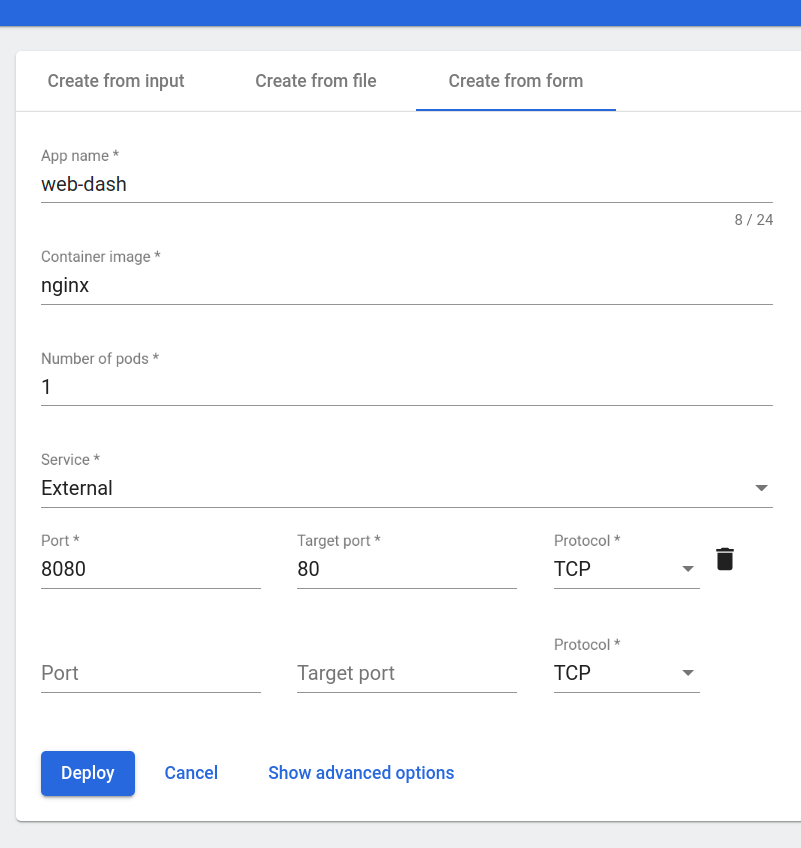 Create from input Create from file Create from form
App name *
web-dash
8 / 24
Container image *
nginx
Number of pods *
1
Service *
External
Port * Target port * Protocol *
8080 80 TCP
Protocol *
Port Target port TCP
Deploy Cancel Show advanced options